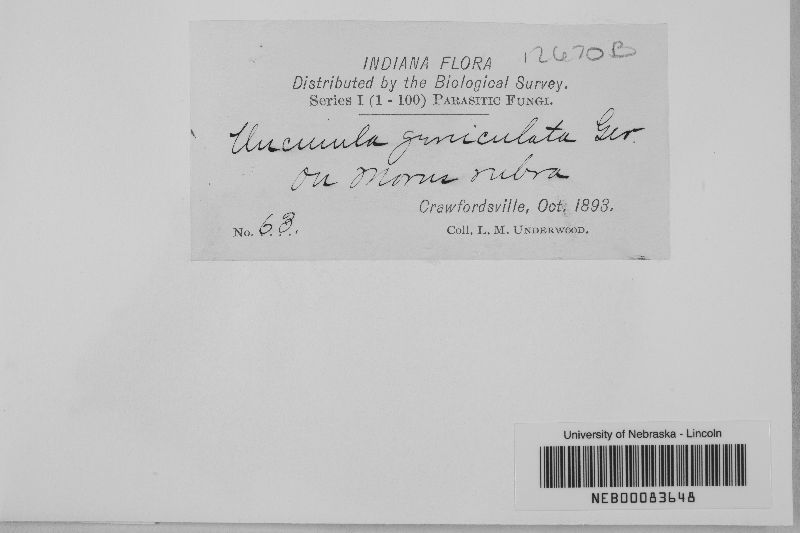 12670B
INDIANA FLORA
Distributed by the Biological Survey.
Series I (1 - 100) PARASITIC FUNGI.
Uncinula geniculata Ger.
On Morus rubra
Crawfordsville, Oct. 1893.
No. 63.
Coll. L. M. UNDERWOOD.
University of Nebraska - Lincoln
NEB00083648